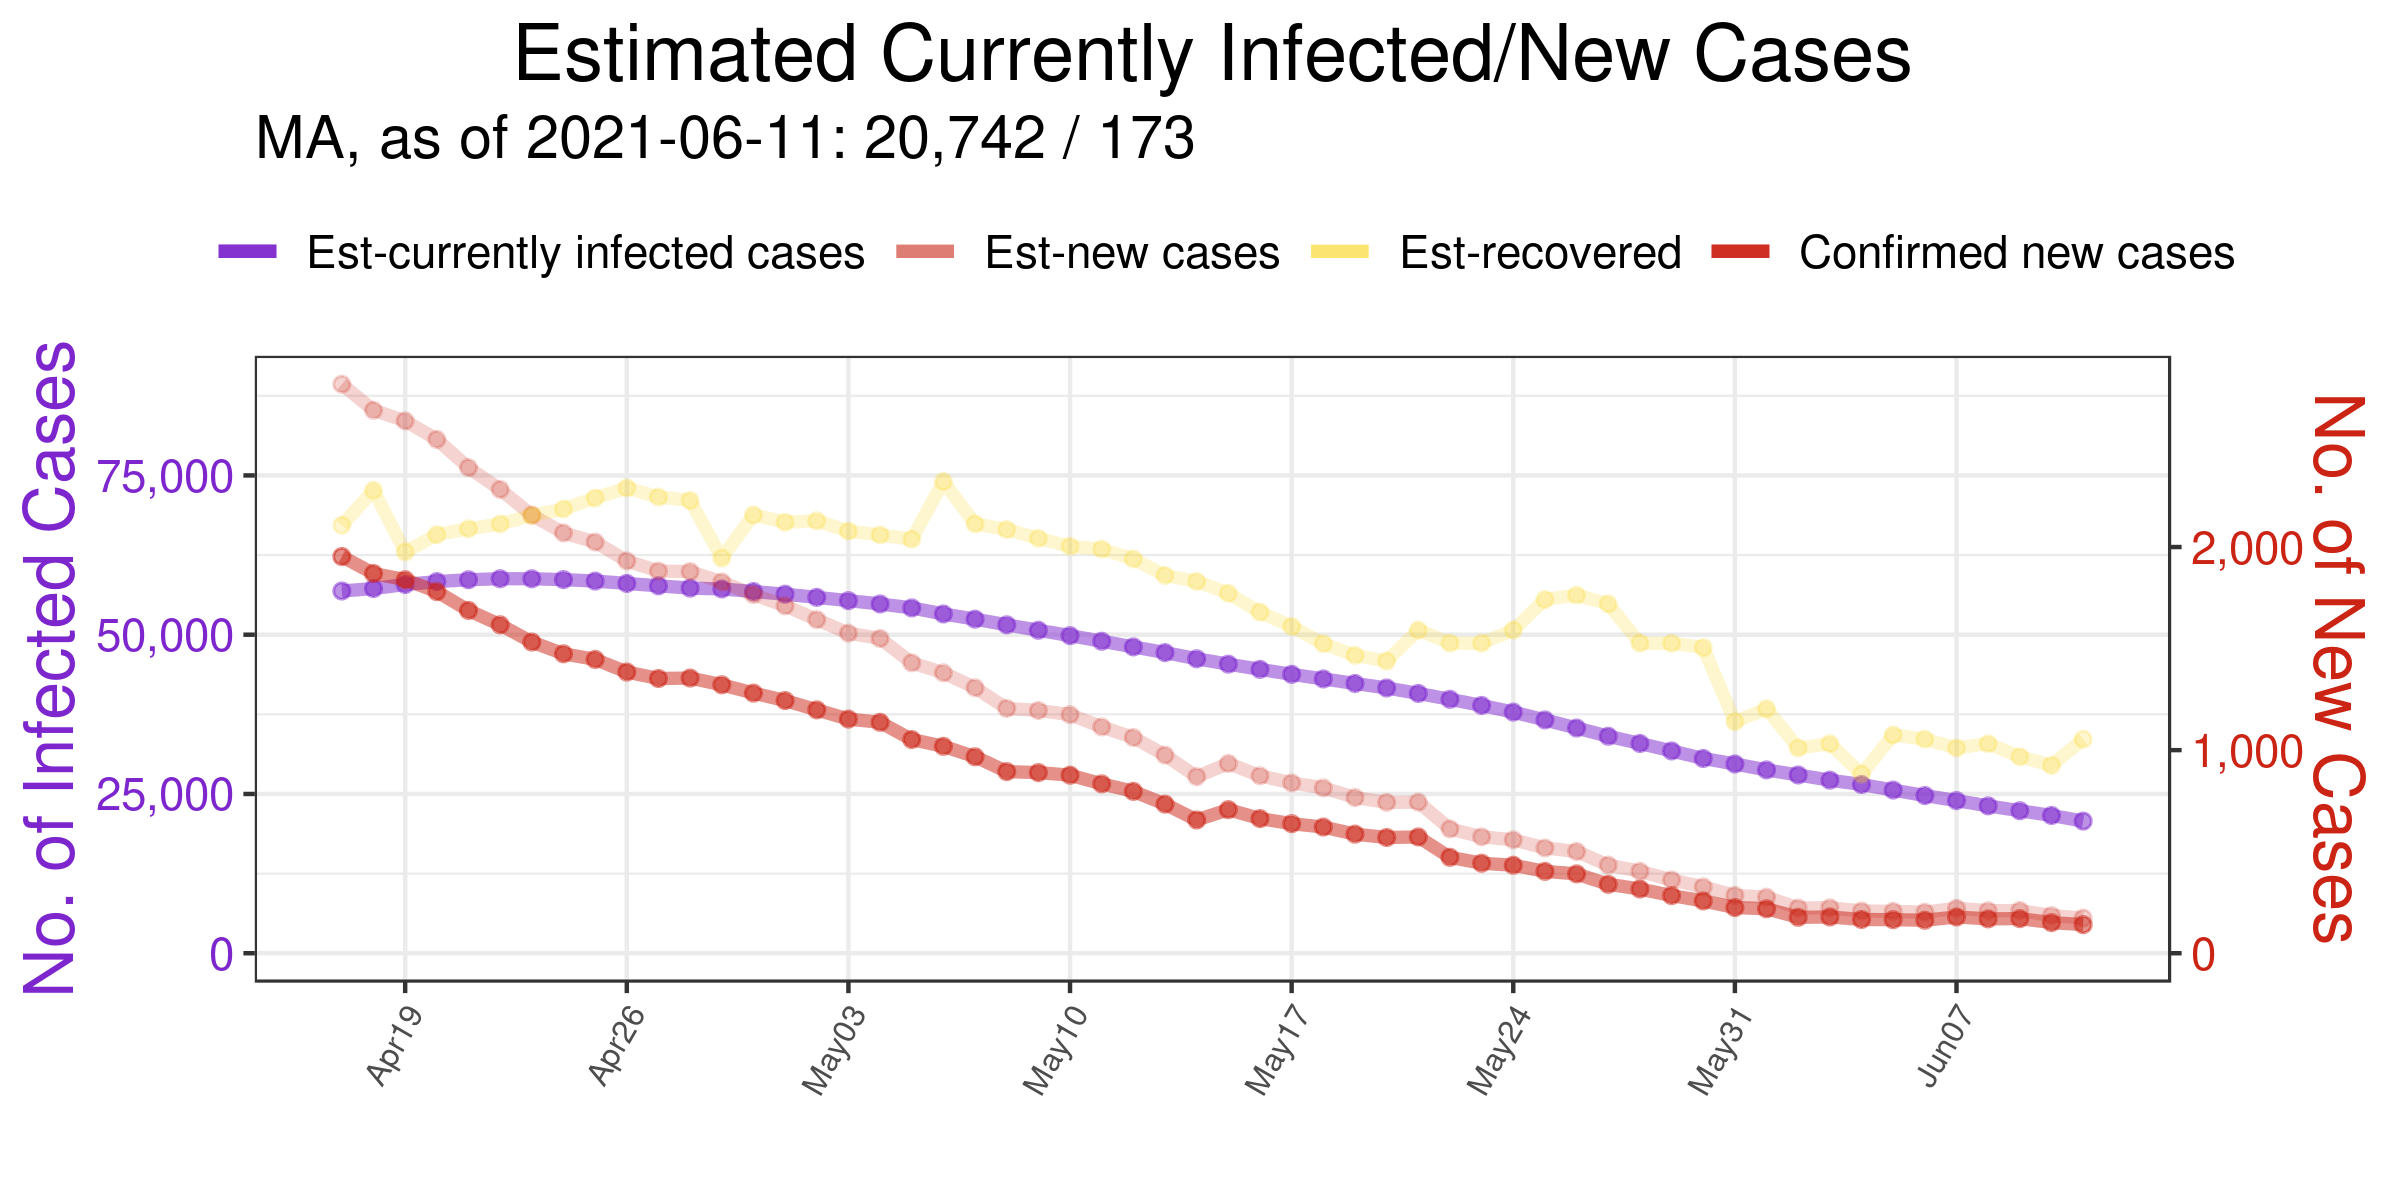 Estimated Currently Infected/New Cases
MA, as of 2021-06-11: 20,742 / 173
Est-currently infected cases Est-new cases Est-recovered Confirmed new cases
No. of Infected Cases
75,000
50,000
25,000
0
2,000
1,000
0
No. of New Cases
Apr19 Apr26 May03 May10 May17 May24 May31 Jun07